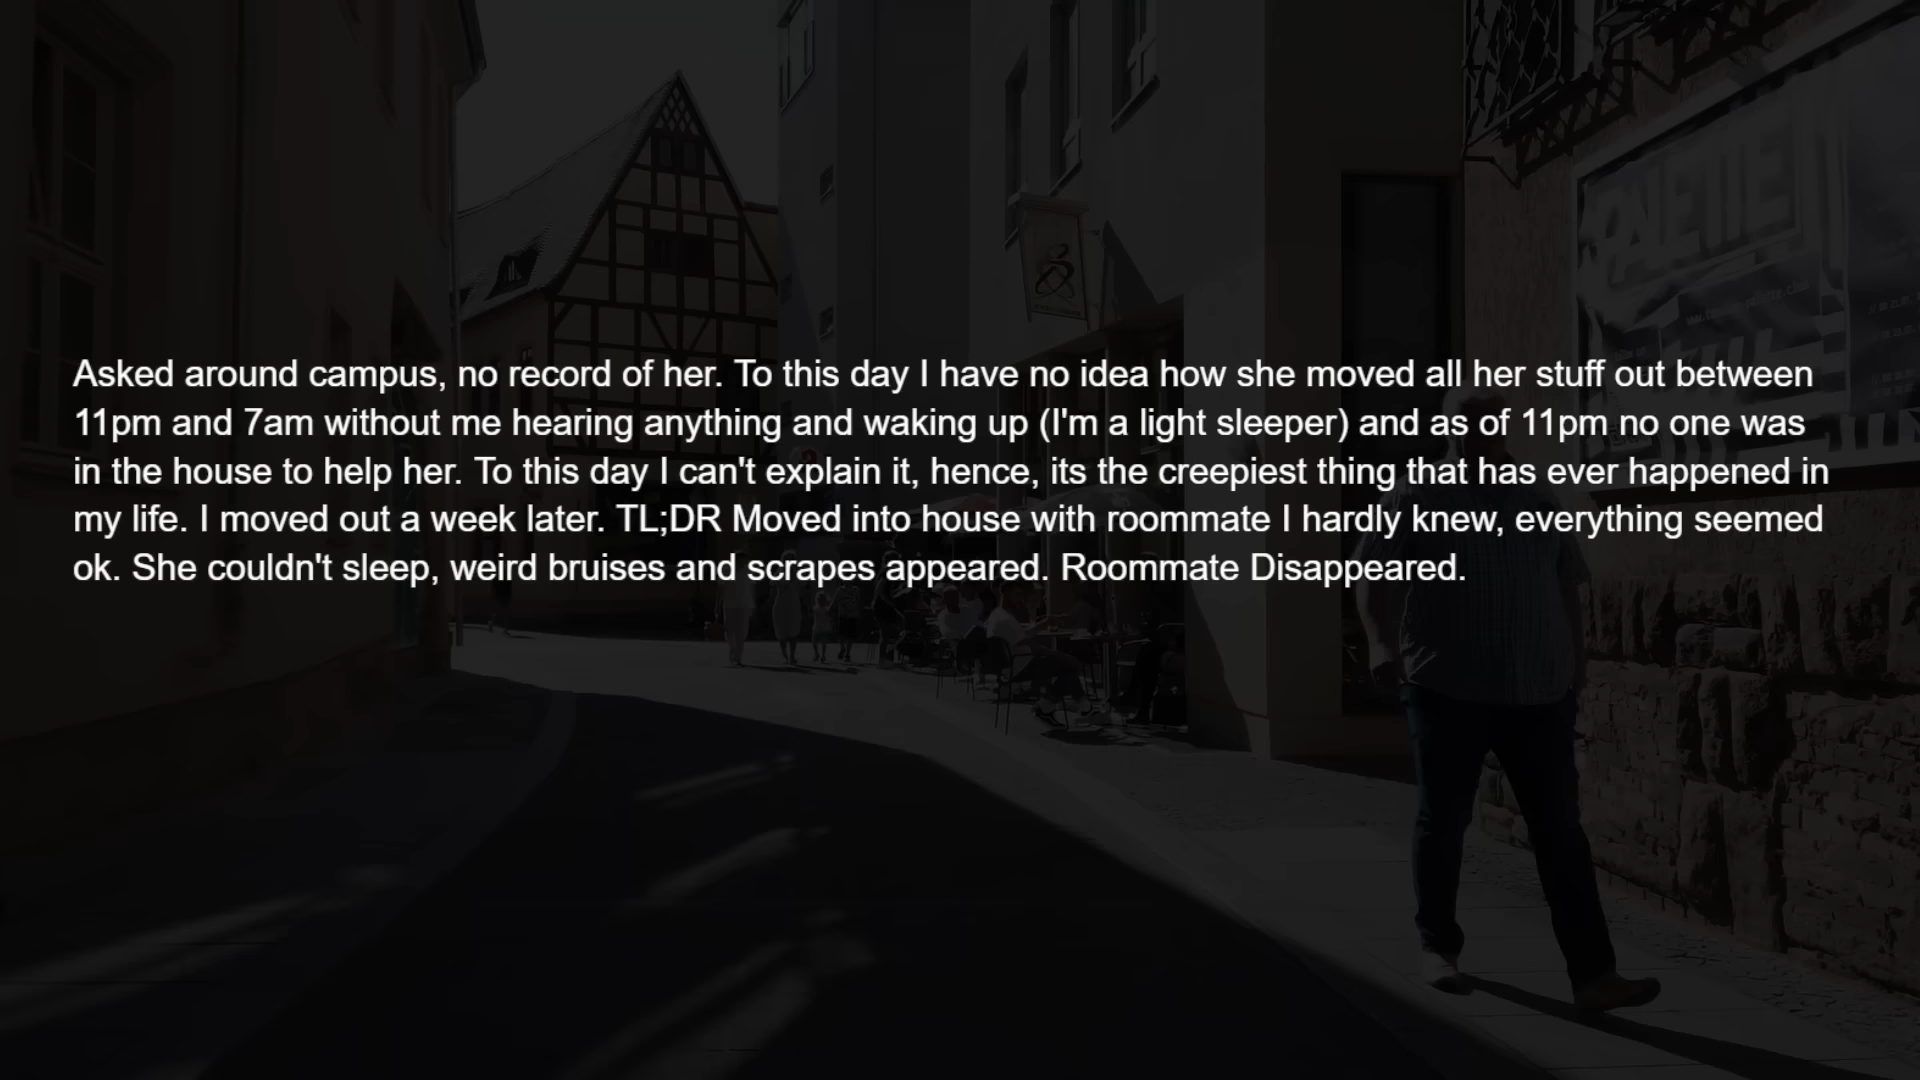 Asked around campus, no record of her. To this day I have no idea how she moved all her stuff out between
11pm and 7am without me hearing anything and waking up (I'm a light sleeper) and as of 11pm no one was
in the house to help her. To this day I can't explain it, hence, its the creepiest thing that has ever happened in
my life. I moved out a week later. TL;DR Moved into house with roommate I hardly knew, everything seemed
ok. She couldn't sleep, weird bruises and scrapes appeared. Roommate Disappeared.
PALETTE